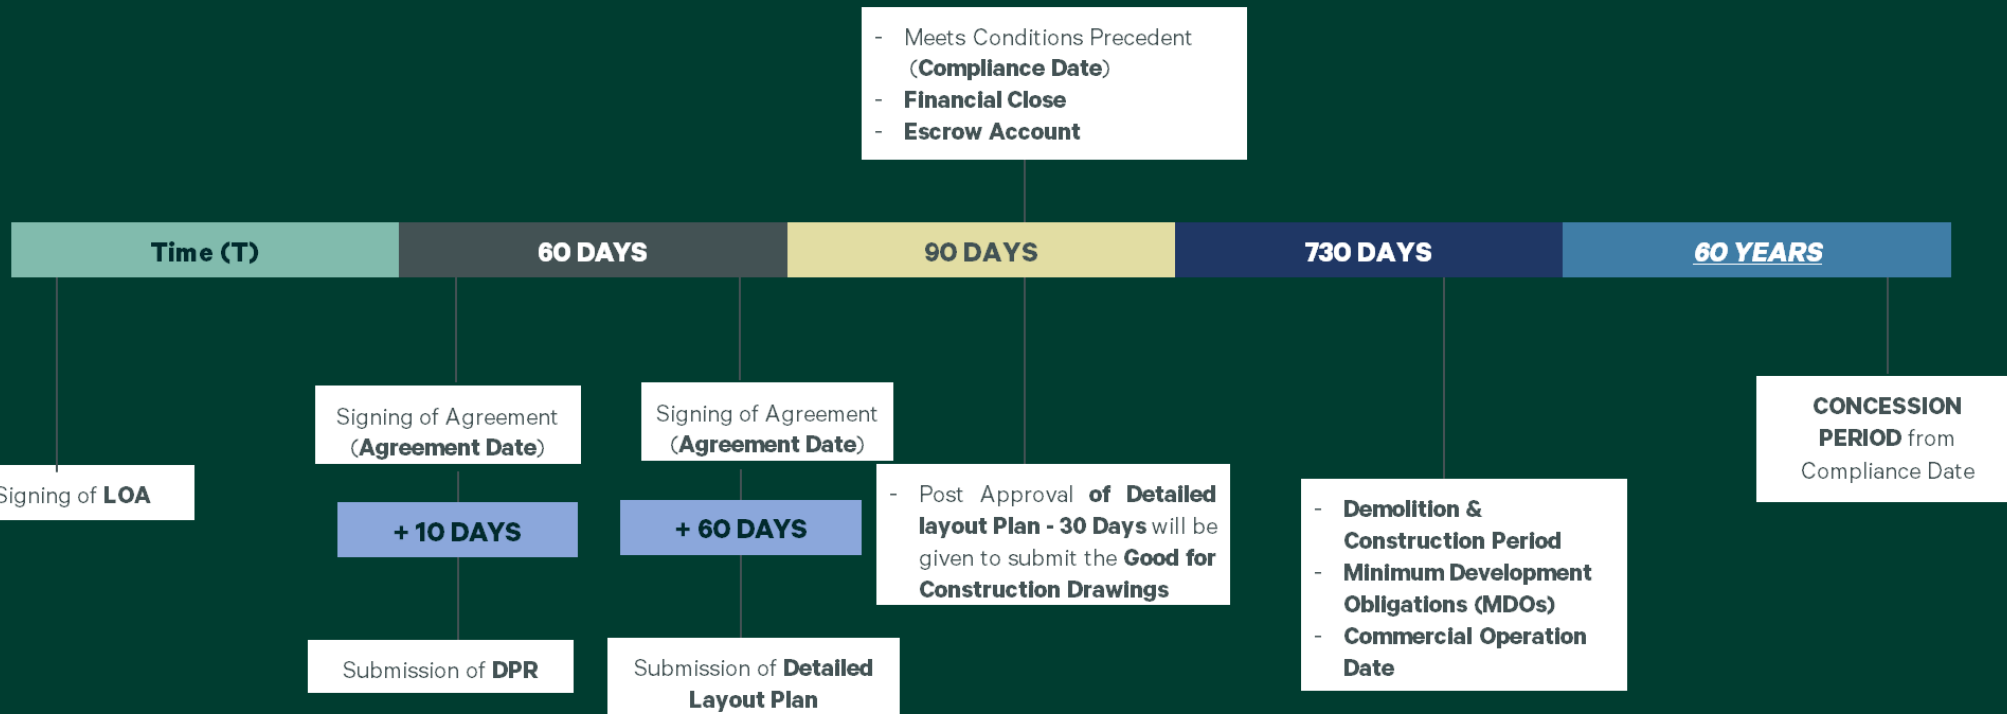 - Meets Conditions Precedent
(Compliance Date)
- Financial Close
- Escrow Account
Time (T)
60 DAYS
90 DAYS
730 DAYS
60 YEARS
Signing of LOA
Signing of Agreement
(Agreement Date)
+ 10 DAYS
Submission of DPR
Signing of Agreement
(Agreement Date)
+ 60 DAYS
Submission of Detailed
Layout Plan
- Post Approval of Detailed
layout Plan - 30 Days will be
given to submit the Good for
Construction Drawings
- Demolition &
Construction Period
- Minimum Development
Obligations (MDOs)
- Commercial Operation
Date
CONCESSION
PERIOD from
Compliance Date